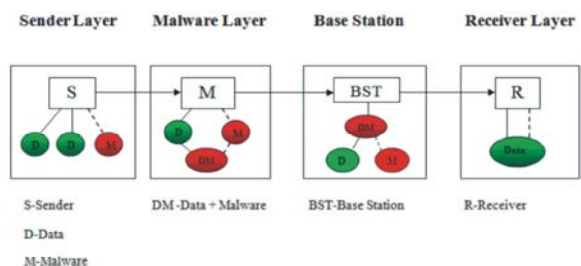 Sender Layer Malware Layer Base Station Receiver Layer
S M BST R
D D M D M DM Data
DM D M
S-Sender DM -Data + Malware BST-Base Station R-Receiver
D-Data
M-Malware